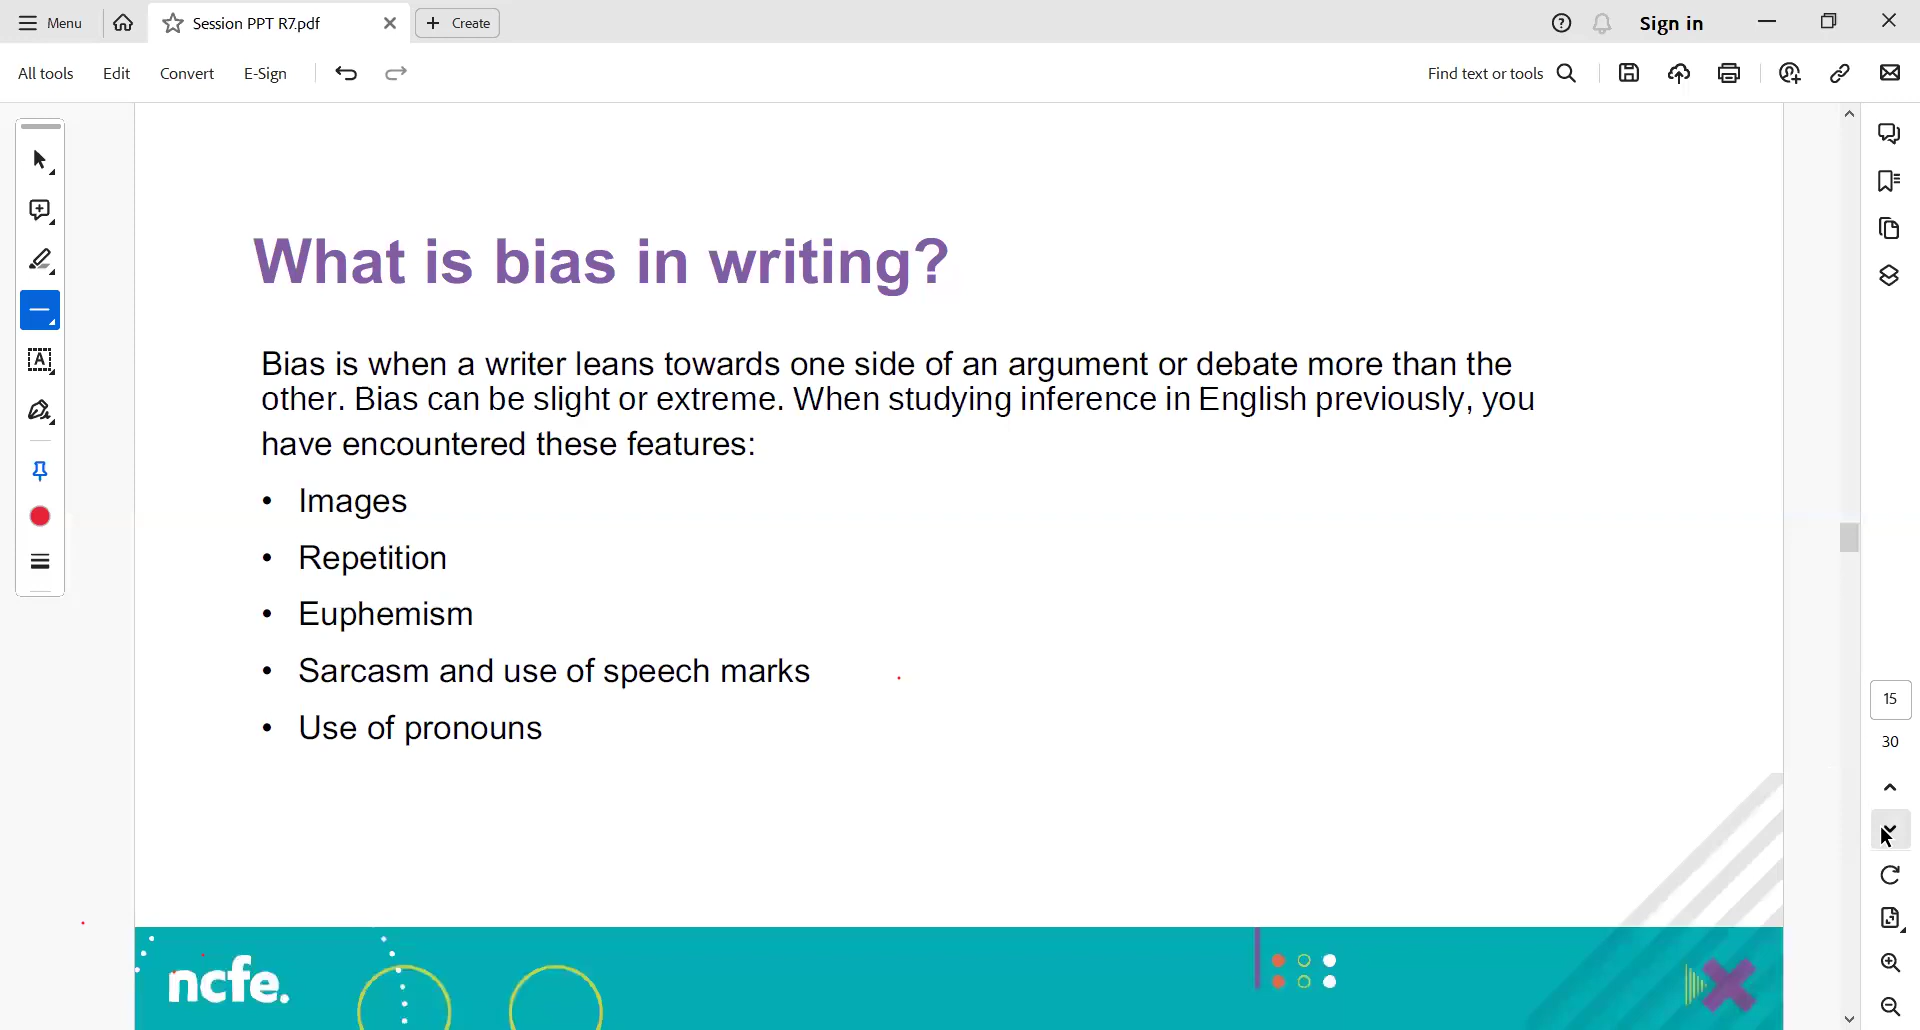 Menu
Session PPT R7.pdf
Create
Sign in
All tools
Edit
Convert
E-Sign
Find text or tools
What is bias in writing?
Bias is when a writer leans towards one side of an argument or debate more than the
other. Bias can be slight or extreme. When studying inference in English previously, you
have encountered these features:
• Images
• Repetition
• Euphemism
• Sarcasm and use of speech marks
• Use of pronouns
15
30
ncfe.